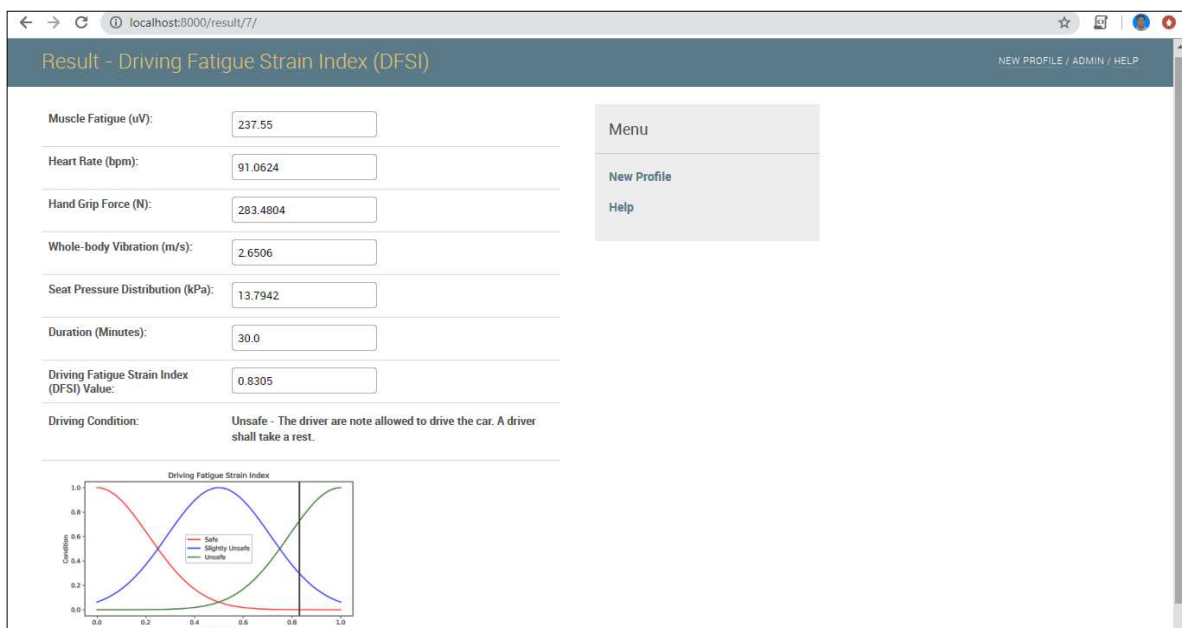 localhost:8000/result/7/
Result - Driving Fatigue Strain Index (DFSI)
NEW PROFILE / ADMIN / HELP
Muscle Fatigue (uV):
237.55
Heart Rate (bpm):
91.0624
Hand Grip Force (N):
283.4804
Whole-body Vibration (m/s):
2.6506
Seat Pressure Distribution (kPa):
13.7942
Duration (Minutes):
30.0
Driving Fatigue Strain Index
(DFSI) Value:
0.8305
Driving Condition:
Unsafe - The driver are note allowed to drive the car. A driver
shall take a rest.
Menu
New Profile
Help
Driving Fatigue Strain Index
Condition
1.0
0.8
0.6
0.4
0.2
0.0
Safe
Slightly Unsafe
Unsafe
0.0 0.2 0.4 0.6 0.8 1.0